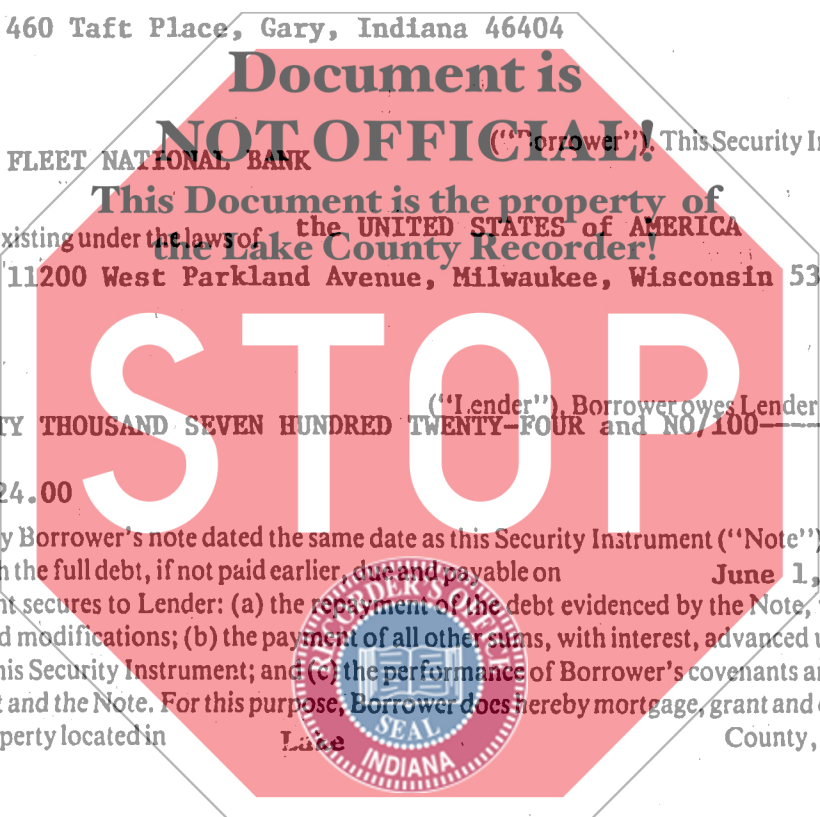 460 Taft Place, Gary, Indiana 46404
Document is
NOT OFFICIAL!
("Borrower"). This Security I
FLEET NATIONAL BANK
This Document is the property of
the UNITED STATES of AMERICA
xisting under the laws of
the Lake County Recorder!
11200 West Parkland Avenue, Milwaukee, Wisconsin 53
STOP
("Lender"). Borrower owes Lender
TY THOUSAND SEVEN HUNDRED TWENTY-FOUR and NO/100
24.00
y Borrower's note dated the same date as this Security Instrument ("Note")
h the full debt, if not paid earlier, due and payable on June 1,
nt secures to Lender: (a) the repayment of the debt evidenced by the Note,
d modifications; (b) the payment of all other sums, with interest, advanced
his Security Instrument; and (c) the performance of Borrower's covenants a
t and the Note. For this purpose, Borrower does hereby mortgage, grant and
perty located in Lake County,
RECORDER'S OFFICE
SEAL
INDIANA